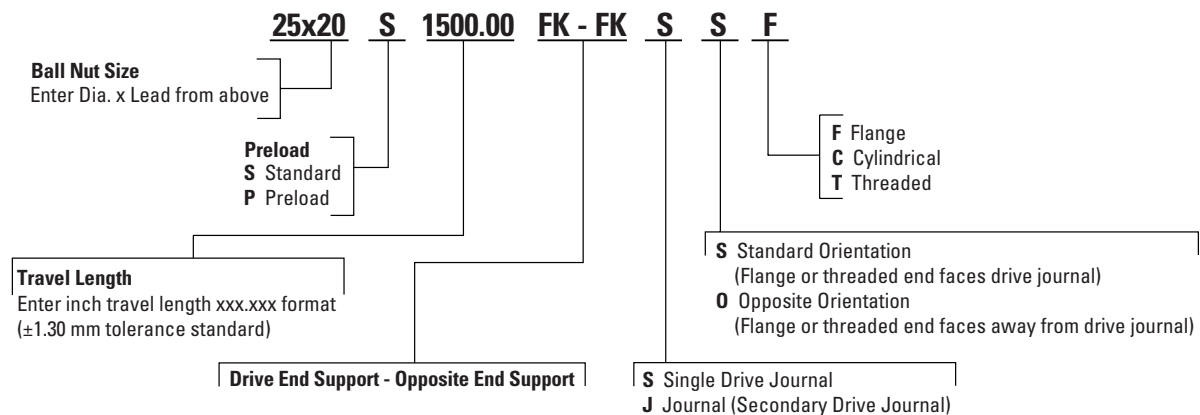 25x20 S 1500.00 FK - FK S S F
Ball Nut Size
Enter Dia. x Lead from above
Preload
S Standard
P Preload
F Flange
C Cylindrical
T Threaded
Travel Length
Enter inch travel length xxx.xxx format
(±1.30 mm tolerance standard)
S Standard Orientation
(Flange or threaded end faces drive journal)
O Opposite Orientation
(Flange or threaded end faces away from drive journal)
Drive End Support - Opposite End Support
S Single Drive Journal
J Journal (Secondary Drive Journal)